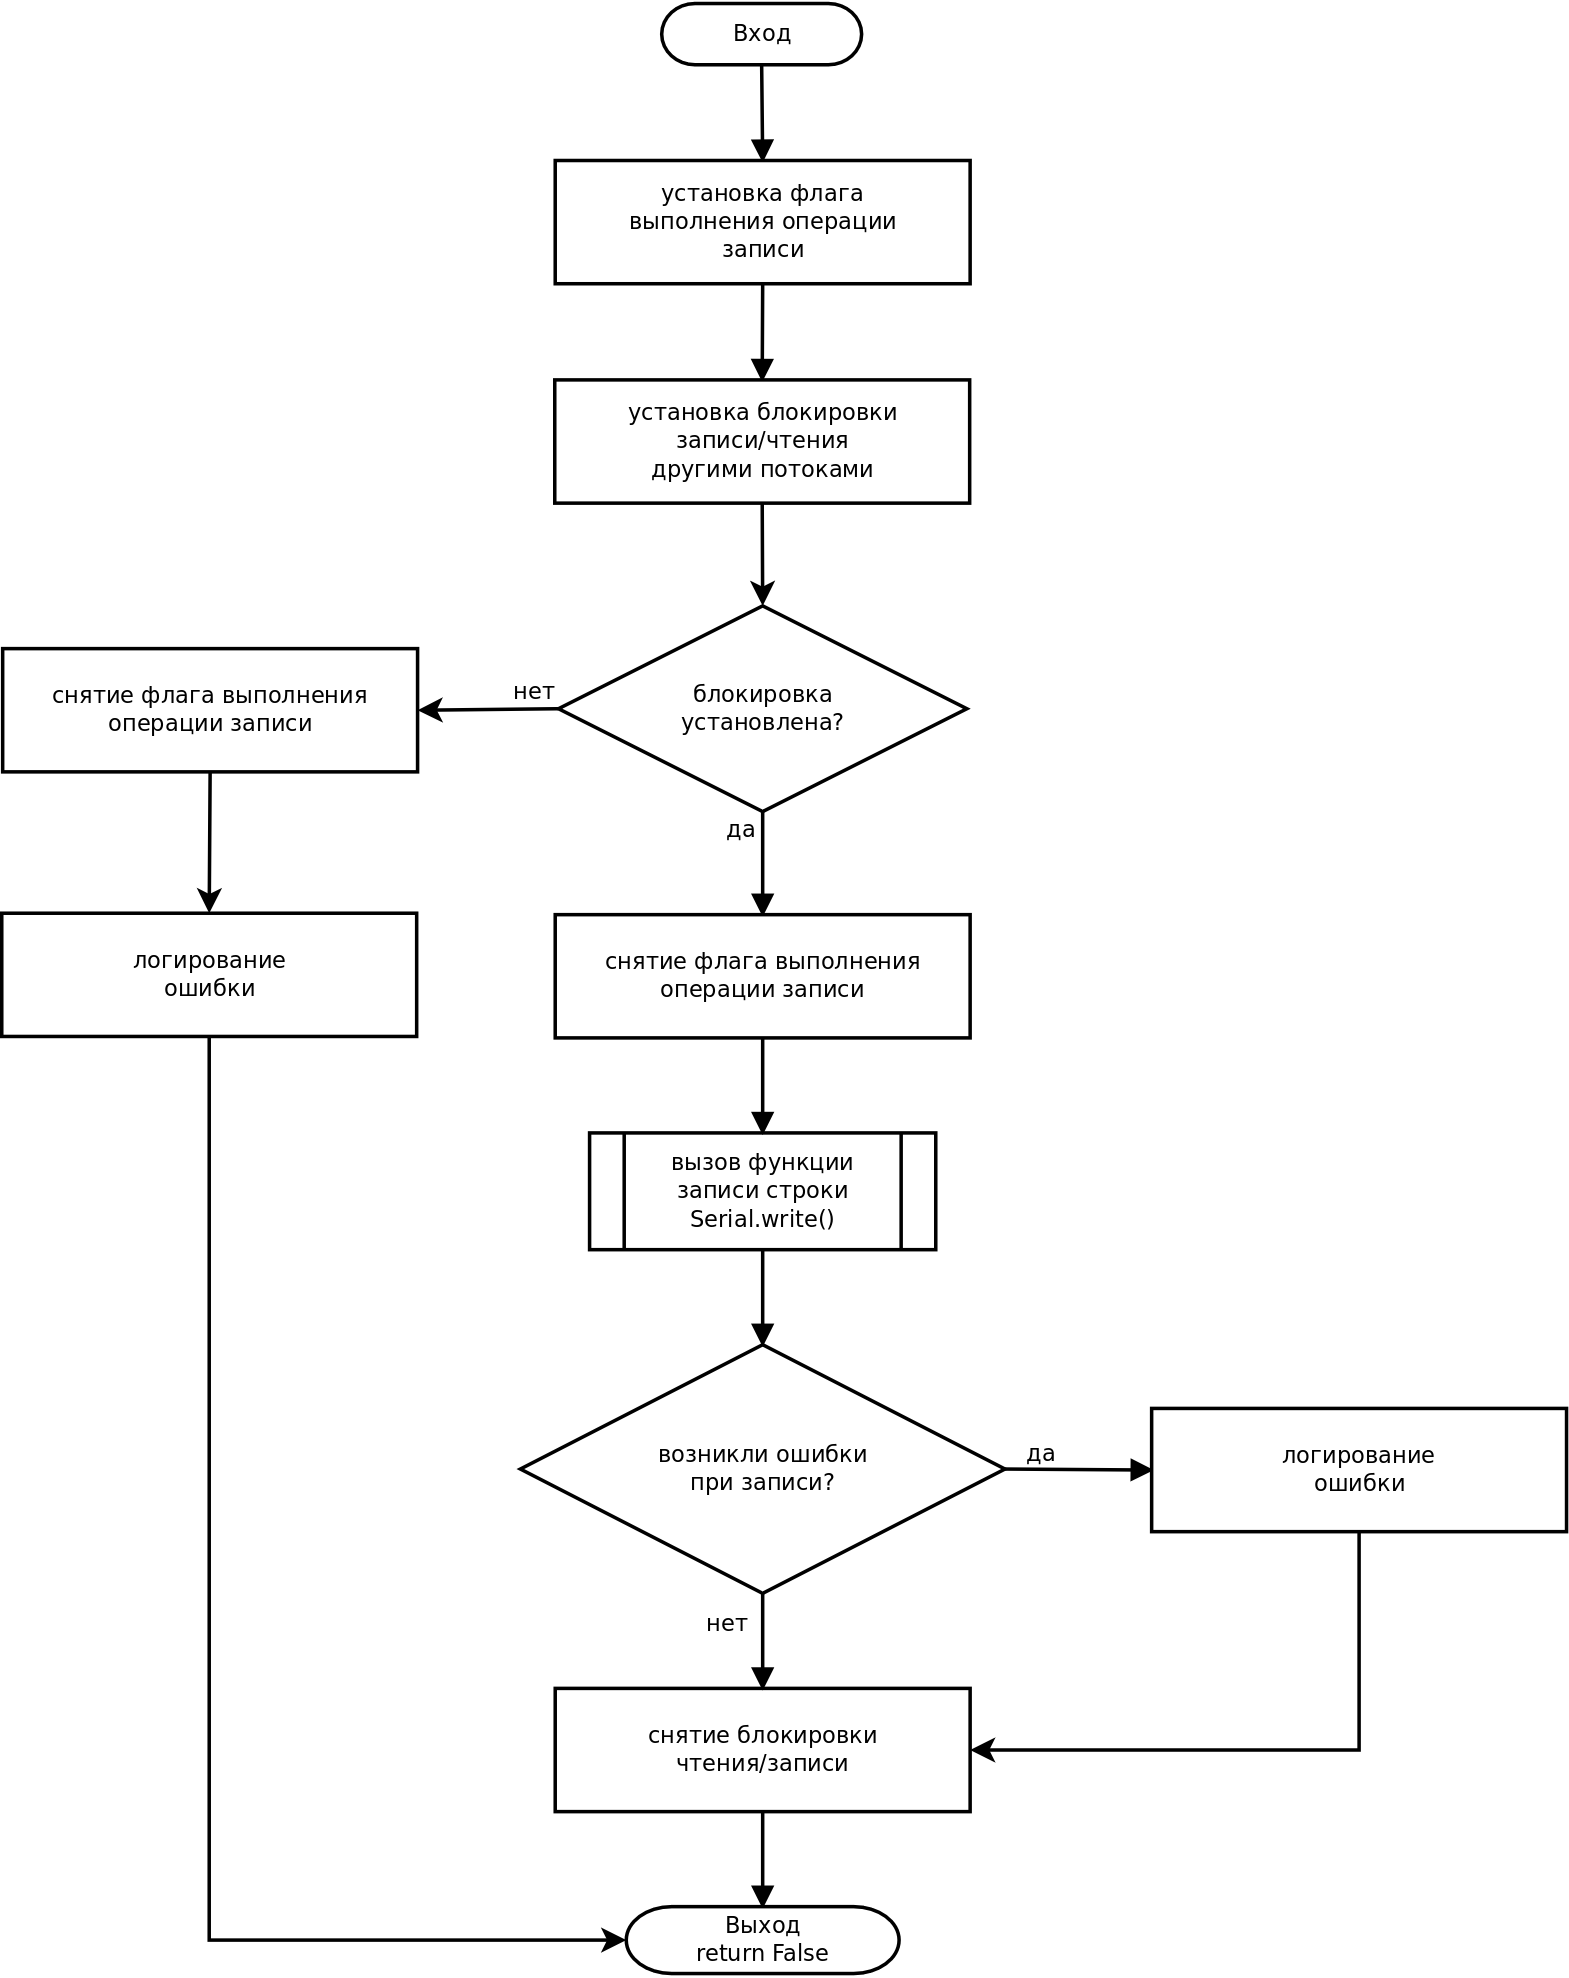 Вход
установка флага
выполнения операции
записи
установка блокировки
записи/чтения
другими потоками
блокировка
установлена?
нет
снятие флага выполнения
операции записи
да
логирование
ошибки
снятие флага выполнения
операции записи
вызов функции
записи строки
Serial.write()
возникли ошибки
при записи?
да
логирование
ошибки
нет
снятие блокировки
чтения/записи
Выход
return False